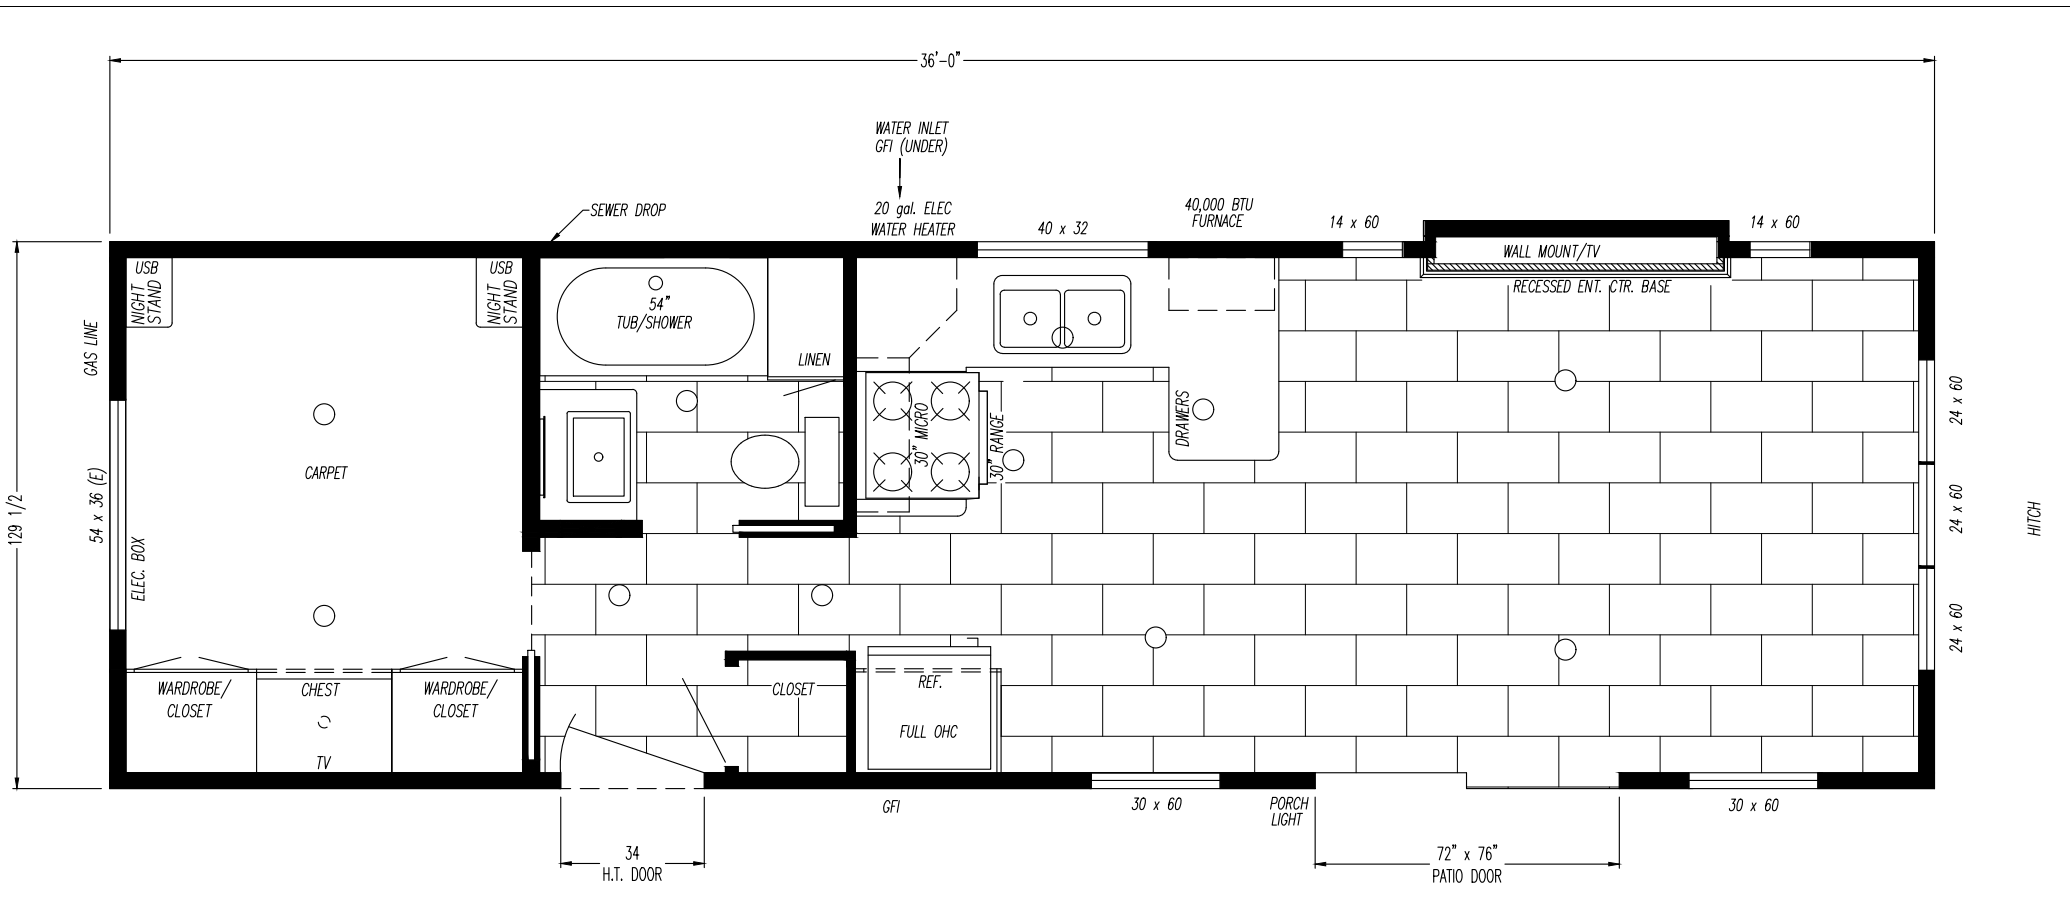 36'-0"
WATER INLET
GFI (UNDER)
SEWER DROP
20 gal. ELEC
WATER HEATER
40 x 32
40,000 BTU
FURNACE
14 x 60
14 x 60
WALL MOUNT/TV
RECESSED ENT. CTR. BASE
USB
NIGHT
STAND
USB
NIGHT
STAND
54"
TUB/SHOWER
LINEN
GAS LINE
54 x 36 (E)
129 1/2
ELEC. BOX
CARPET
30" MICRO
30" RANGE
DRAWERS
24 x 60
24 x 60
24 x 60
HITCH
WARDROBE/
CLOSET
CHEST
TV
WARDROBE/
CLOSET
CLOSET
REF.
FULL OHC
GFI
30 x 60
PORCH
LIGHT
30 x 60
34
H.T. DOOR
72" x 76"
PATIO DOOR